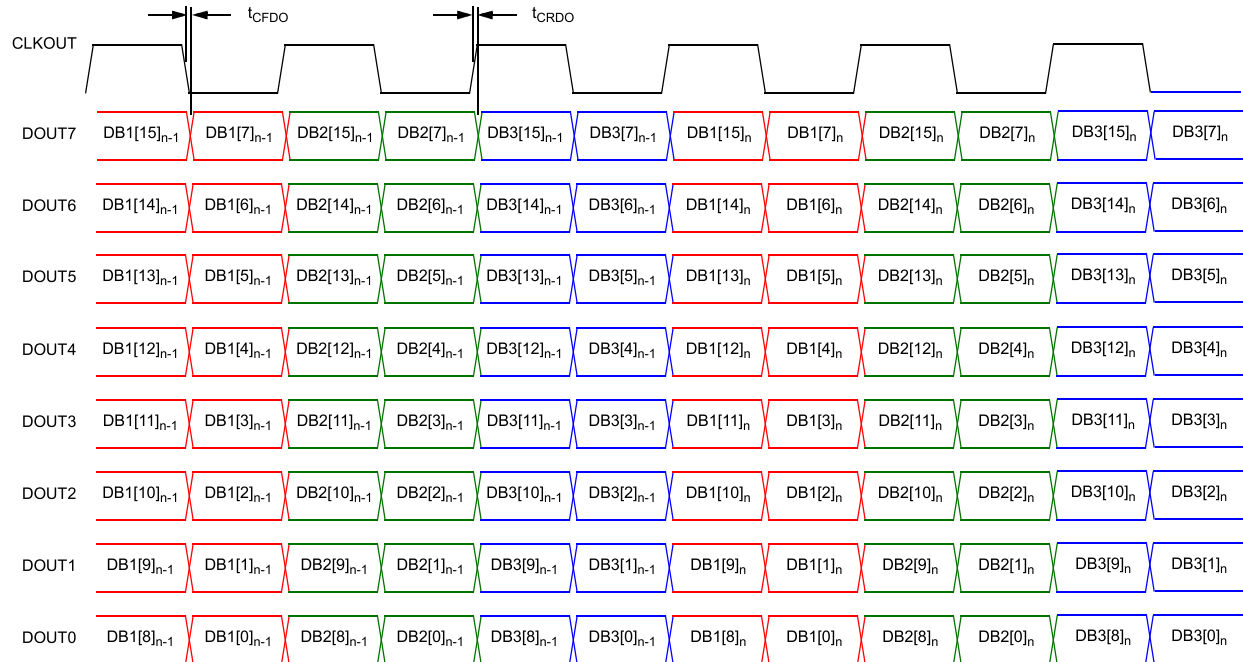 t_CFDO t_CRDO
CLKOUT
DOUT7 DB1[15]n-1 DB1[7]n-1 DB2[15]n-1 DB2[7]n-1 DB3[15]n-1 DB3[7]n-1 DB1[15]n DB1[7]n DB2[15]n DB2[7]n DB3[15]n DB3[7]n
DOUT6 DB1[14]n-1 DB1[6]n-1 DB2[14]n-1 DB2[6]n-1 DB3[14]n-1 DB3[6]n-1 DB1[14]n DB1[6]n DB2[14]n DB2[6]n DB3[14]n DB3[6]n
DOUT5 DB1[13]n-1 DB1[5]n-1 DB2[13]n-1 DB2[5]n-1 DB3[13]n-1 DB3[5]n-1 DB1[13]n DB1[5]n DB2[13]n DB2[5]n DB3[13]n DB3[5]n
DOUT4 DB1[12]n-1 DB1[4]n-1 DB2[12]n-1 DB2[4]n-1 DB3[12]n-1 DB3[4]n-1 DB1[12]n DB1[4]n DB2[12]n DB2[4]n DB3[12]n DB3[4]n
DOUT3 DB1[11]n-1 DB1[3]n-1 DB2[11]n-1 DB2[3]n-1 DB3[11]n-1 DB3[3]n-1 DB1[11]n DB1[3]n DB2[11]n DB2[3]n DB3[11]n DB3[3]n
DOUT2 DB1[10]n-1 DB1[2]n-1 DB2[10]n-1 DB2[2]n-1 DB3[10]n-1 DB3[2]n-1 DB1[10]n DB1[2]n DB2[10]n DB2[2]n DB3[10]n DB3[2]n
DOUT1 DB1[9]n-1 DB1[1]n-1 DB2[9]n-1 DB2[1]n-1 DB3[9]n-1 DB3[1]n-1 DB1[9]n DB1[1]n DB2[9]n DB2[1]n DB3[9]n DB3[1]n
DOUT0 DB1[8]n-1 DB1[0]n-1 DB2[8]n-1 DB2[0]n-1 DB3[8]n-1 DB3[0]n-1 DB1[8]n DB1[0]n DB2[8]n DB2[0]n DB3[8]n DB3[0]n